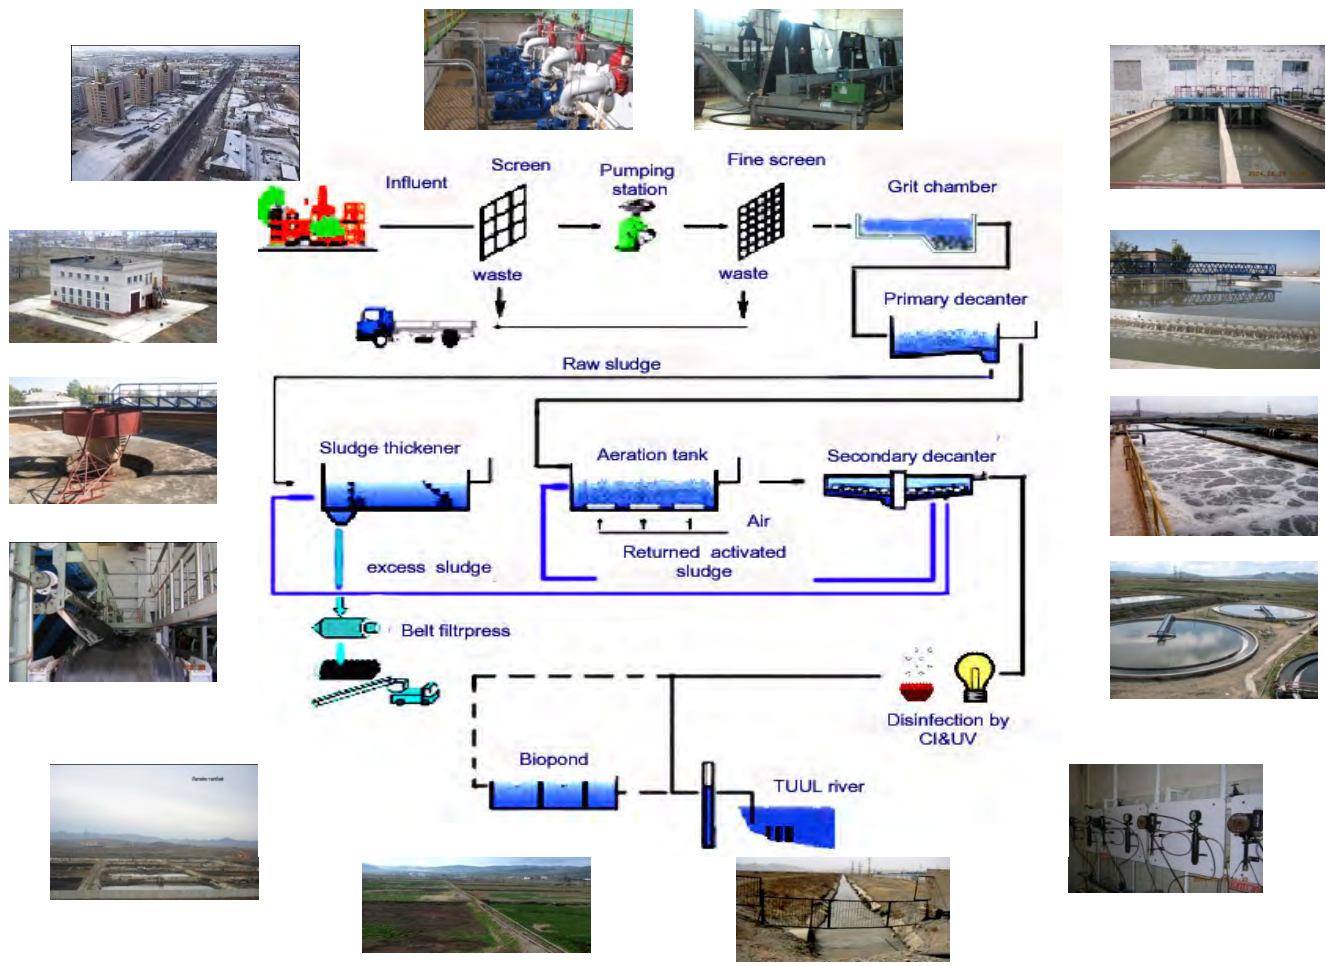 Influent
Screen
Pumping
station
Fine screen
Grit chamber
waste
waste
Primary decanter
Raw sludge
Sludge thickener
Aeration tank
Secondary decanter
Air
Returned activated
sludge
excess sludge
Belt filtrpress
Disinfection by
Cl&UV
Biopond
TUUL river